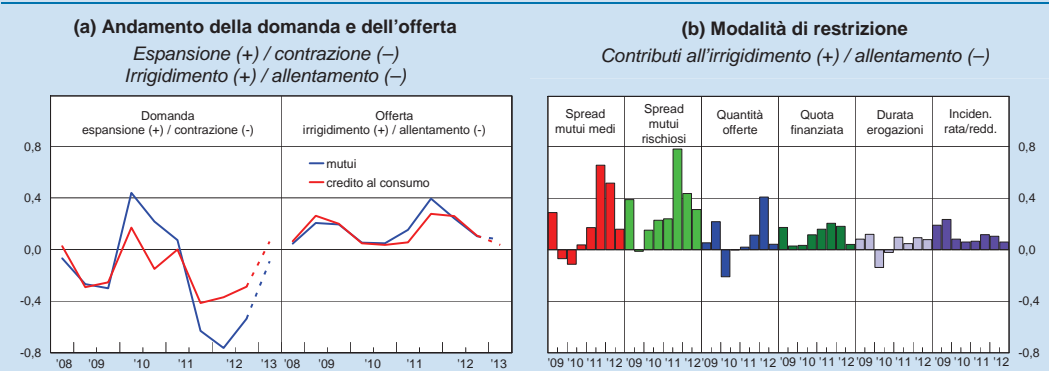 (a) Andamento della domanda e dell'offerta
Espansione (+) / contrazione (–)
Irrigidimento (+) / allentamento (–)
Domanda
espansione (+) / contrazione (-)
Offerta
irrigidimento (+) / allentamento (-)
mutui
credito al consumo
0,8
0,4
0,0
-0,4
-0,8
'08 '09 '10 '11 '12 '13 '08 '09 '10 '11 '12 '13
(b) Modalità di restrizione
Contributi all'irrigidimento (+) / allentamento (–)
Spread
mutui medi
Spread
mutui
rischiosi
Quantità
offerte
Quota
finanziata
Durata
erogazioni
Inciden.
rata/redd.
0,8
0,4
0,0
-0,4
-0,8
'09 '10 '11 '12 '09 '10 '11 '12 '09 '10 '11 '12 '09 '10 '11 '12 '09 '10 '11 '12 '09 '10 '11 '12